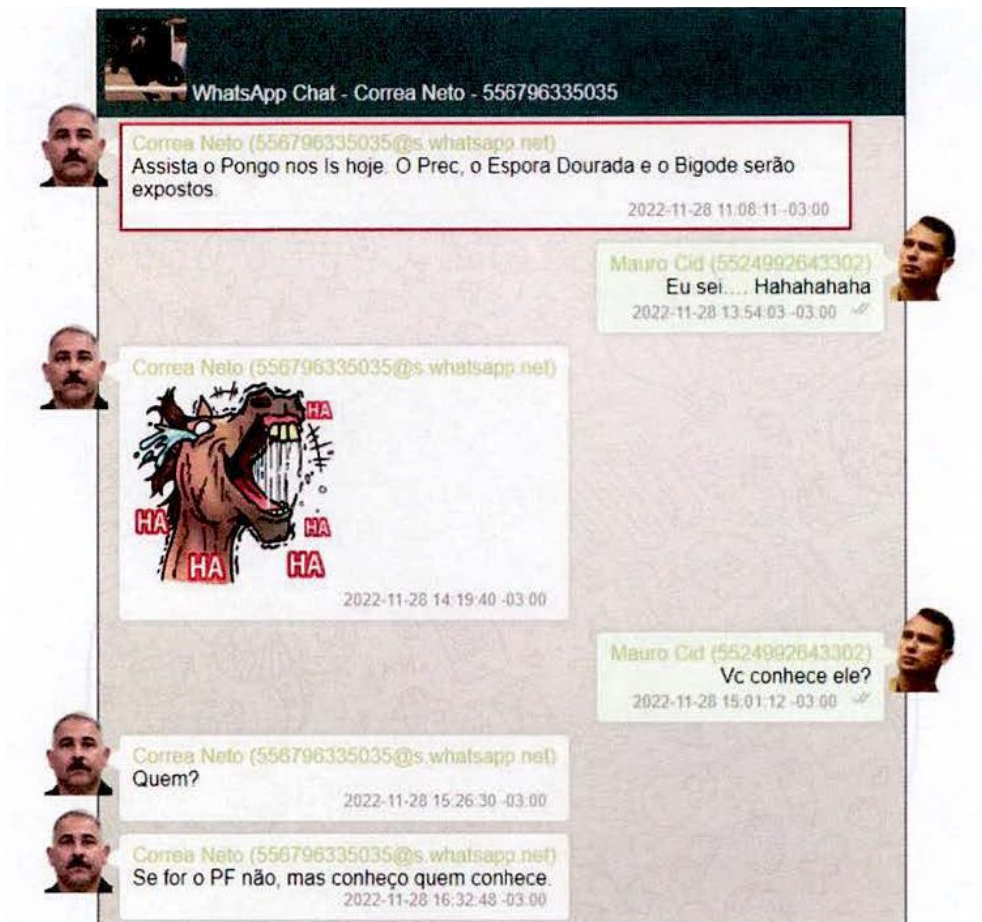 WhatsApp Chat - Correa Neto - 556796335035
Correa Neto (556796335035@s.whatsapp.net)
Assista o Pongo nos Is hoje. O Prec, o Espora Dourada e o Bigode serão
expostos.
2022-11-28 11:08:11 -03:00
Mauro Cid (5524992643302)
Eu sei.... Hahahahaha
2022-11-28 13:54:03 -03:00
Correa Neto (556796335035@s.whatsapp.net)
HA
HA
HA
HA
HA
2022-11-28 14:19:40 -03:00
Mauro Cid (5524992643302)
Vc conhece ele?
2022-11-28 15:01:12 -03:00
Correa Neto (556796335035@s.whatsapp.net)
Quem?
2022-11-28 15:26:30 -03:00
Correa Neto (556796335035@s.whatsapp.net)
Se for o PF não, mas conheço quem conhece.
2022-11-28 16:32:48 -03:00